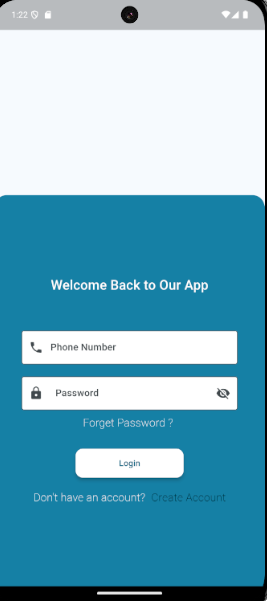 1:22
Welcome Back to Our App
Phone Number
Password
Forget Password ?
Login
Don't have an account? Create Account